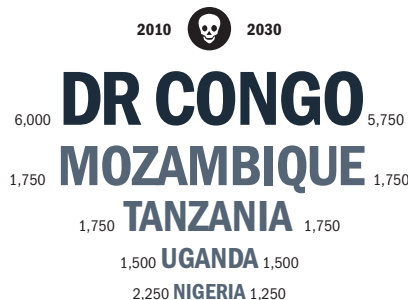 2010 2030
6,000 DR CONGO 5,750
1,750 MOZAMBIQUE 1,750
1,750 TANZANIA 1,750
1,500 UGANDA 1,500
2,250 NIGERIA 1,250